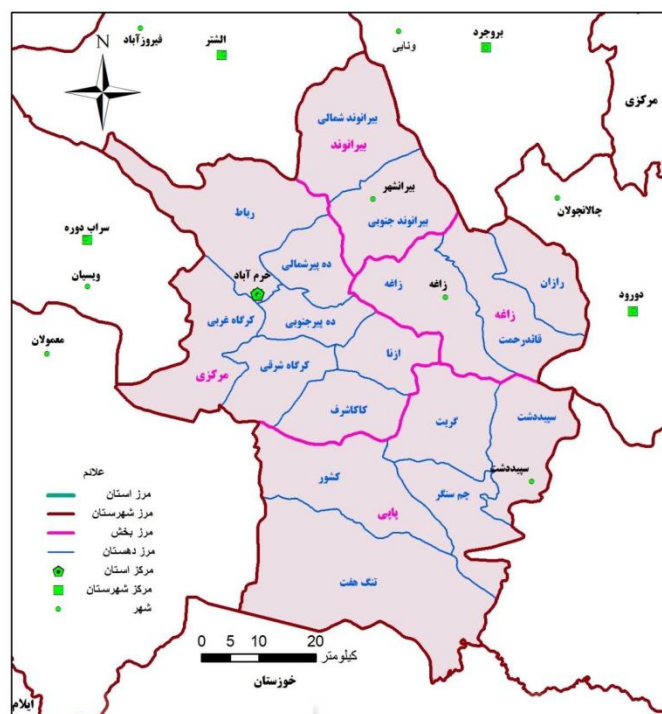 فیروزآباد
الشتر
ونایی
بروجرد
مرکزی
N
بیرانوند شمالی
بیرانوند
بیرانشهر
بیرانوند جنوبی
چالانچولان
رباط
سراب دوره
ویسیان
ده پیرشمالی
خرم آباد
زاغه
زاغه
زاغه
رازان
قائدرحمت
دورود
معمولان
کرگاه غربی
ده پیرجنوبی
ازنا
کرگاه شرقی
مرکزی
کاکاشرف
گریت
سپیددشت
سپیددشت
کشور
چم سنگر
پاپی
تنگ هفت
علائم
مرز استان
مرز شهرستان
مرز بخش
مرز دهستان
مرکز استان
مرکز شهرستان
شهر
0 5 10 20
کیلومتر
خوزستان
ایلام